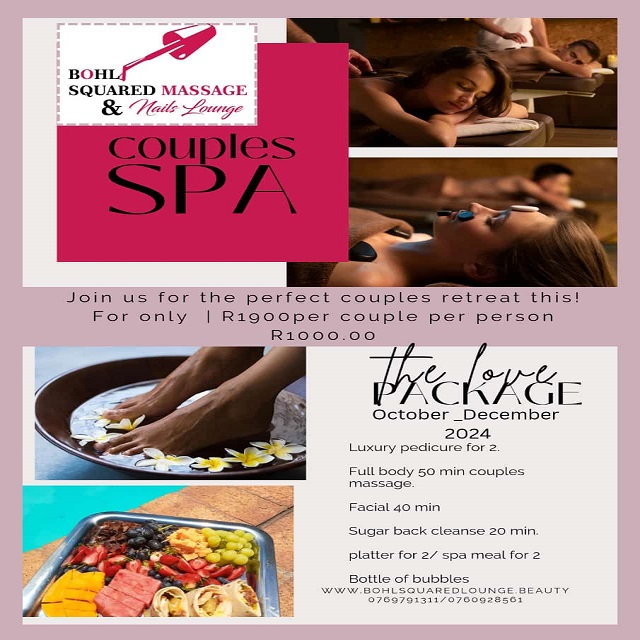 BOHL
SQUARED MASSAGE
& Nails Lounge
couples
SPA
Join us for the perfect couples retreat this!
For only | R1900per couple per person
R1000.00
the love
PACKAGE
October _December
2024
Luxury pedicure for 2.
Full body 50 min couples
massage.
Facial 40 min
Sugar back cleanse 20 min.
platter for 2/ spa meal for 2
Bottle of bubbles
WWW.BOHLSQUAREDLOUNGE.BEAUTY
0769791311/0760928561